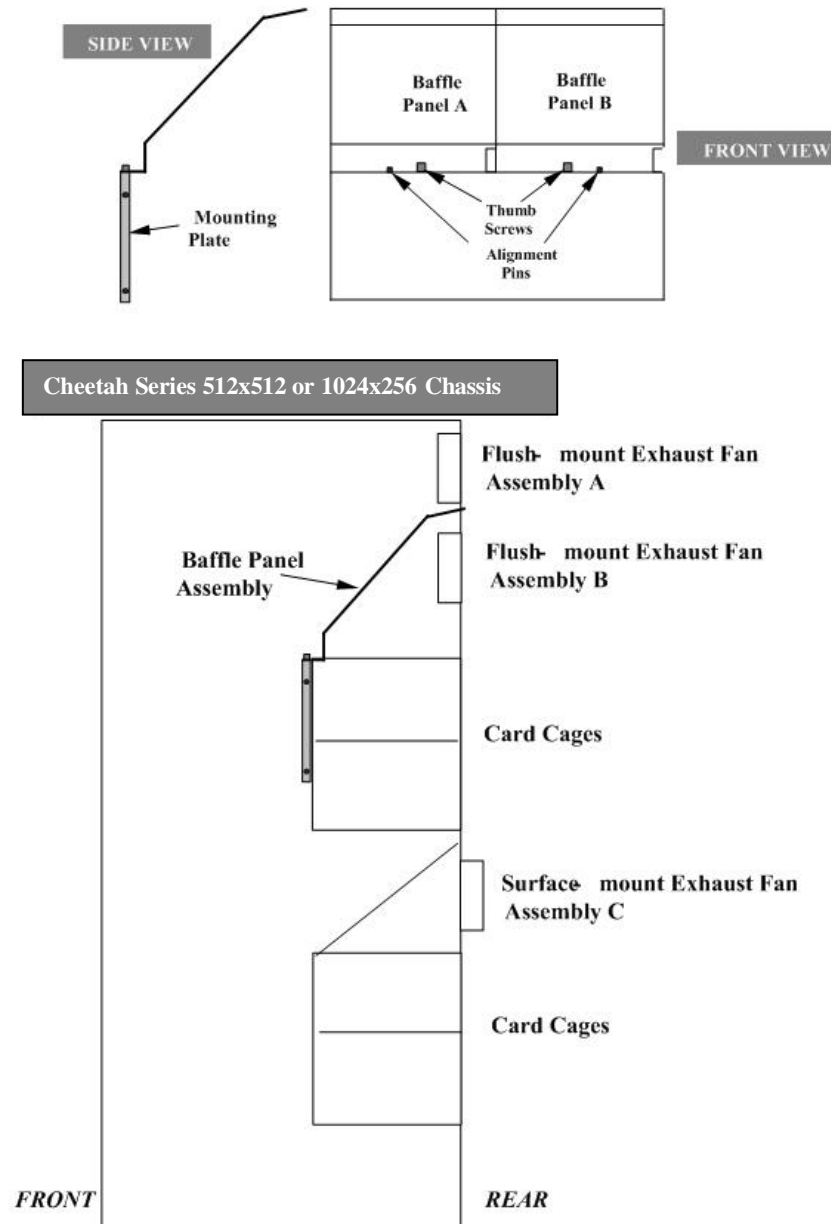 SIDE VIEW
Baffle
Panel A
Baffle
Panel B
FRONT VIEW
Mounting
Plate
Thumb
Screws
Alignment
Pins
Cheetah Series 512x512 or 1024x256 Chassis
Flush- mount Exhaust Fan
Assembly A
Baffle Panel
Assembly
Flush- mount Exhaust Fan
Assembly B
Card Cages
Surface- mount Exhaust Fan
Assembly C
Card Cages
FRONT
REAR